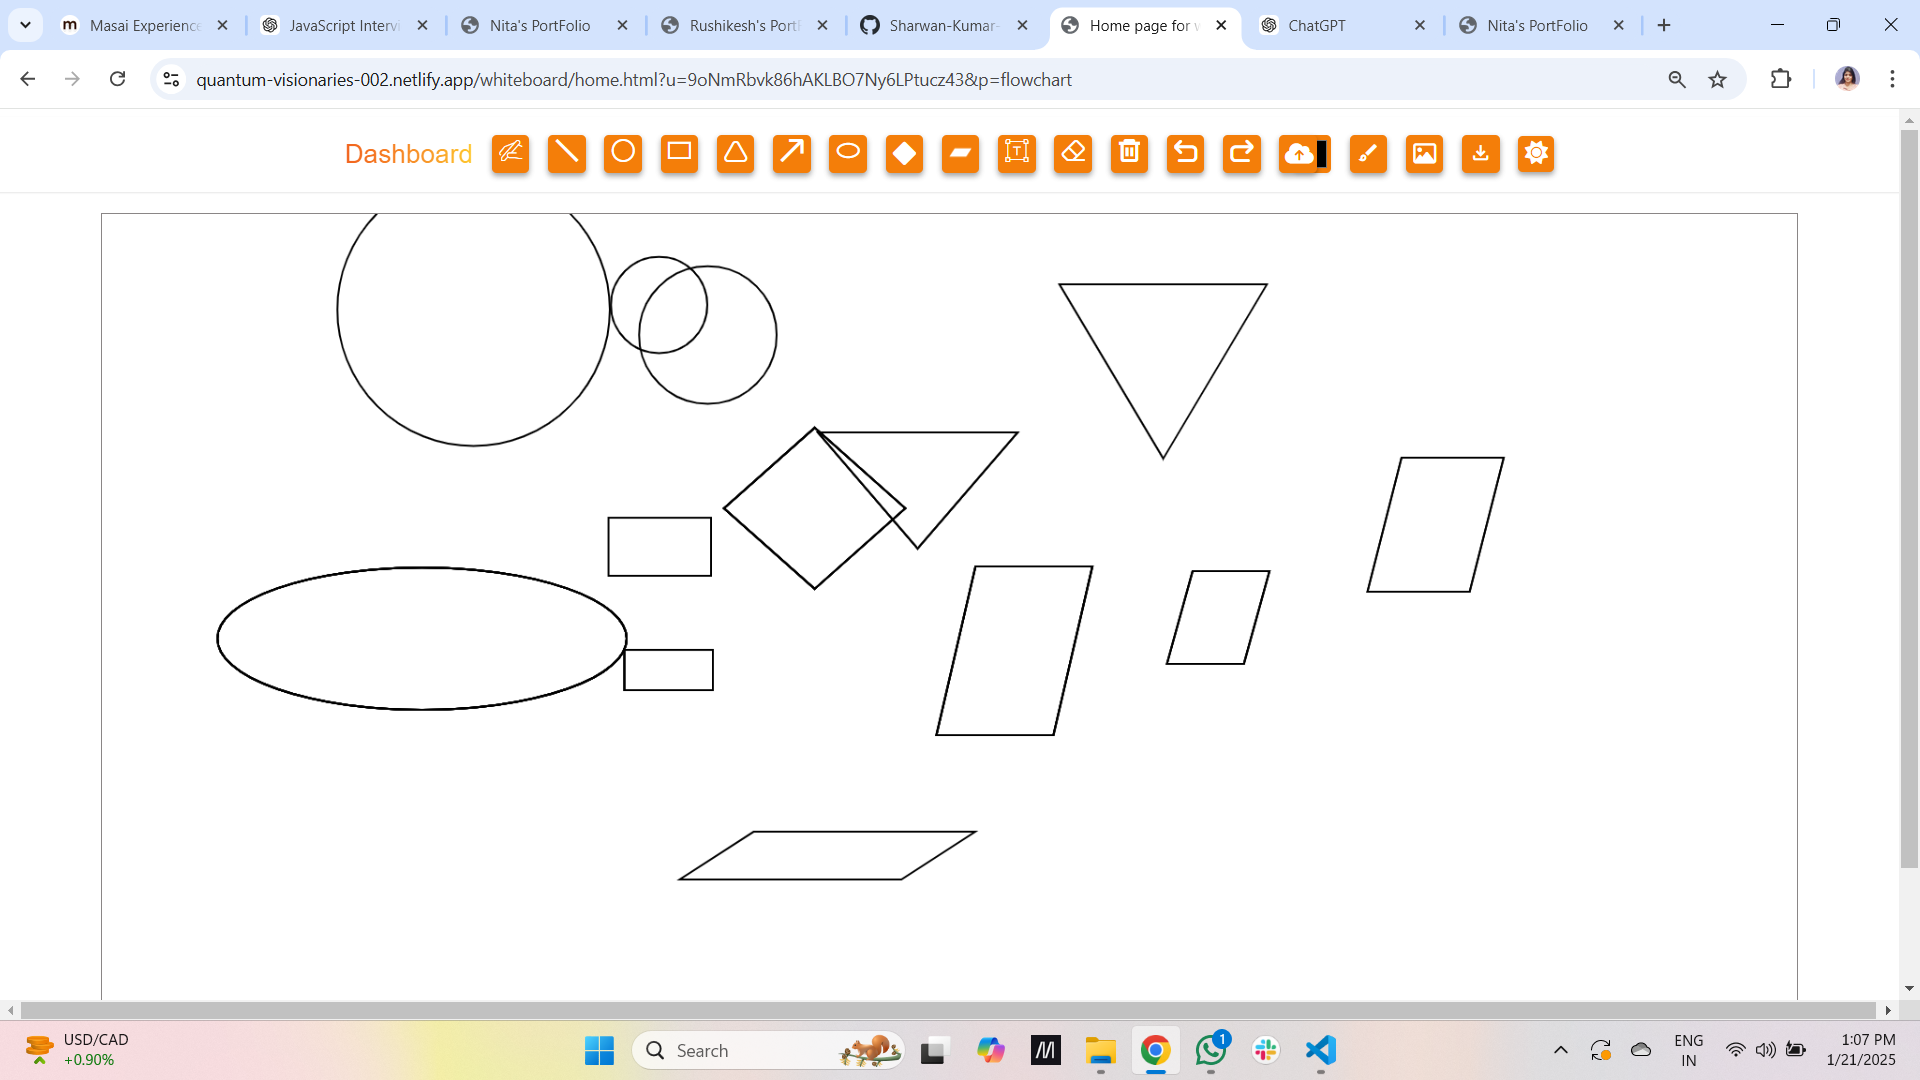 Masai Experience
JavaScript Intervi
Nita's PortFolio
Rushikesh's Portf
Sharwan-Kumar-
Home page for w
ChatGPT
Nita's PortFolio
quantum-visionaries-002.netlify.app/whiteboard/home.html?u=9oNmRbvk86hAKLBO7Ny6LPtucz43&p=flowchart
Dashboard
T
USD/CAD
+0.90%
Search
1
ENG
IN
1:07 PM
1/21/2025